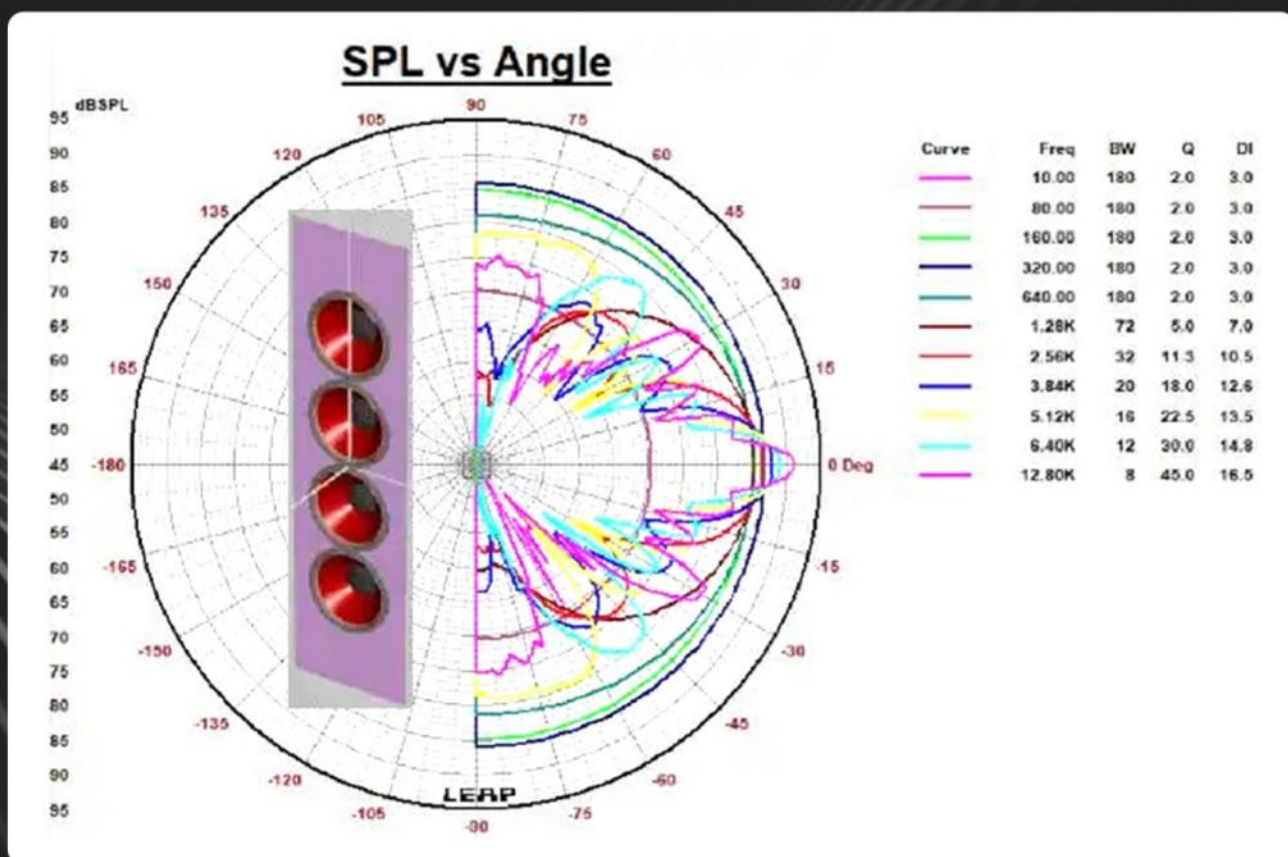 SPL vs Angle
dBSPL
95
90
85
80
75
70
65
60
55
50
45
50
55
60
65
70
75
80
85
90
95
90
105
75
120
60
135
45
150
30
165
15
-180
0 Deg
-165
-15
-150
-30
-135
-45
-120
-60
-105
-75
-90
LEAP
Curve Freq BW Q DI
10.00 180 2.0 3.0
80.00 180 2.0 3.0
160.00 180 2.0 3.0
320.00 180 2.0 3.0
640.00 180 2.0 3.0
1.28K 72 5.0 7.0
2.56K 32 11.3 10.5
3.84K 20 18.0 12.6
5.12K 16 22.5 13.5
6.40K 12 30.0 14.8
12.80K 8 45.0 16.5